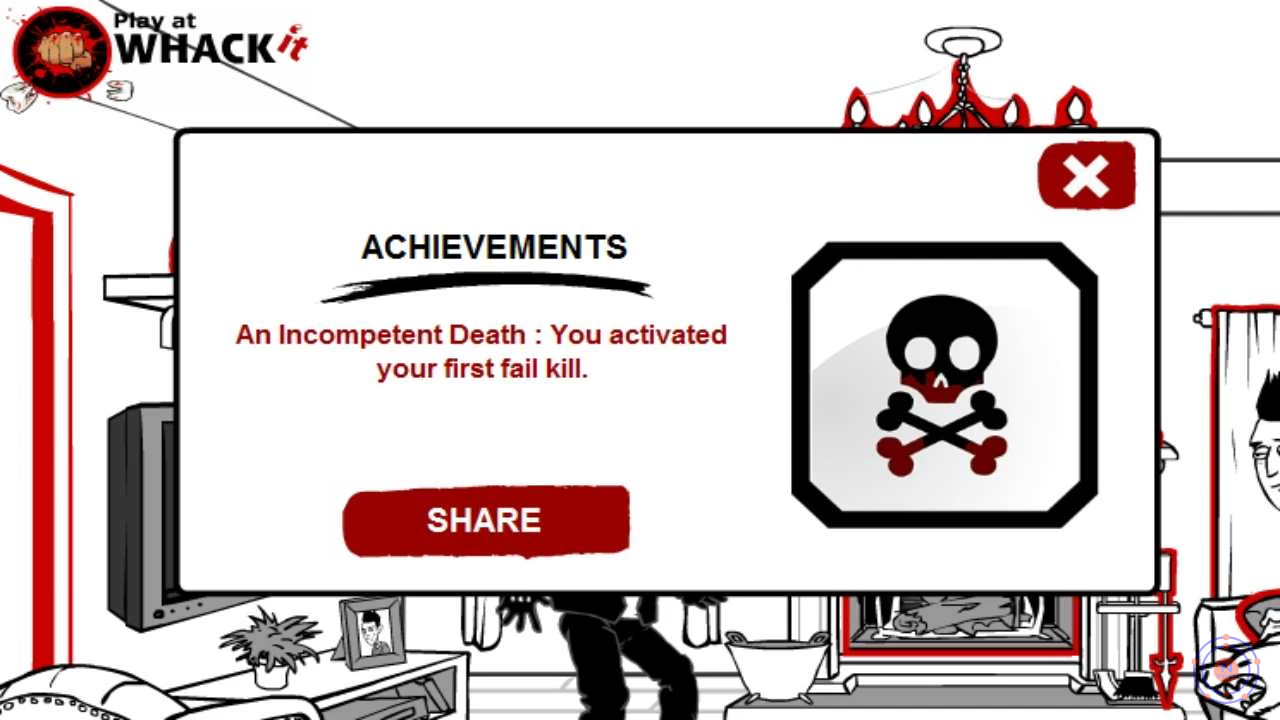 Play at
WHACK it
ACHIEVEMENTS
An Incompetent Death : You activated
your first fail kill.
SHARE